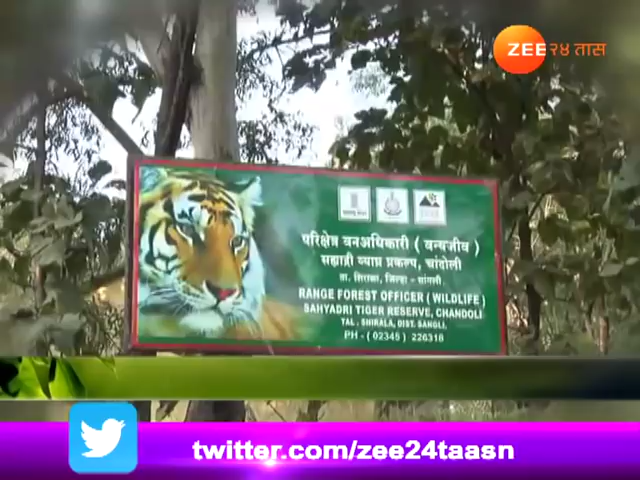 ZEE २४ तास
परिक्षेत्र वनअधिकारी ( वन्यजीव )
सह्याद्री व्याघ्र प्रकल्प, चांदोली
ता. शिराळा, जिल्हा - सांगली
RANGE FOREST OFFICER ( WILDLIFE )
SAHYADRI TIGER RESERVE, CHANDOLI
TAL. SHIRALA, DIST. SANGLI.
PH - ( 02345 ) 226318
twitter.com/zee24taasn